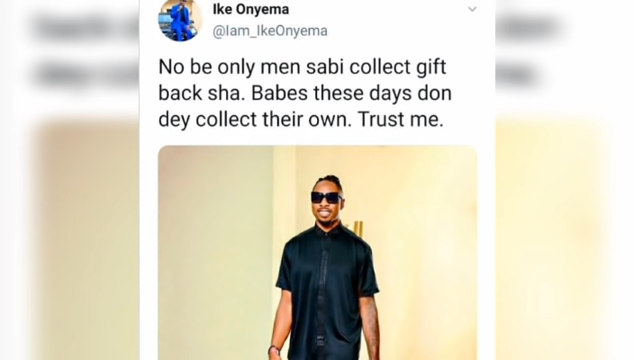 Ike Onyema
@Iam_IkeOnyema
No be only men sabi collect gift
back sha. Babes these days don
dey collect their own. Trust me.